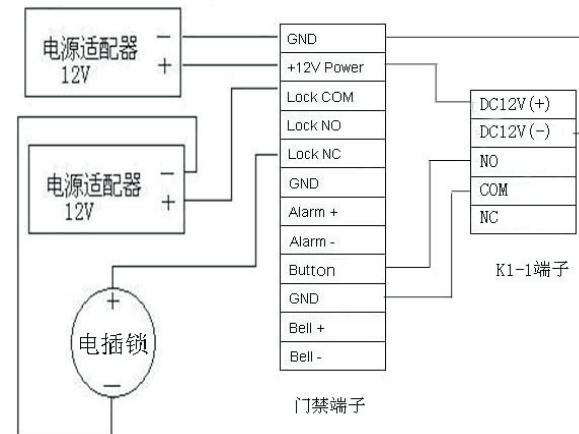 电源适配器
12V
−
+
电源适配器
12V
−
+
+
电插锁
−
GND
+12V Power
Lock COM
Lock NO
Lock NC
GND
Alarm +
Alarm -
Button
GND
Bell +
Bell -
门禁端子
DC12V(+)
DC12V(-)
NO
COM
NC
K1-1端子